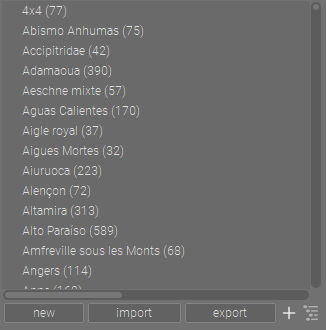 4x4 (77)
Abismo Anhumas (75)
Accipitridae (42)
Adamaoua (390)
Aeschne mixte (57)
Aguas Calientes (170)
Aigle royal (37)
Aigues Mortes (32)
Aiuruoca (223)
Alençon (72)
Altamira (313)
Alto Paraíso (589)
Amfreville sous les Monts (68)
Angers (114)
new import export +